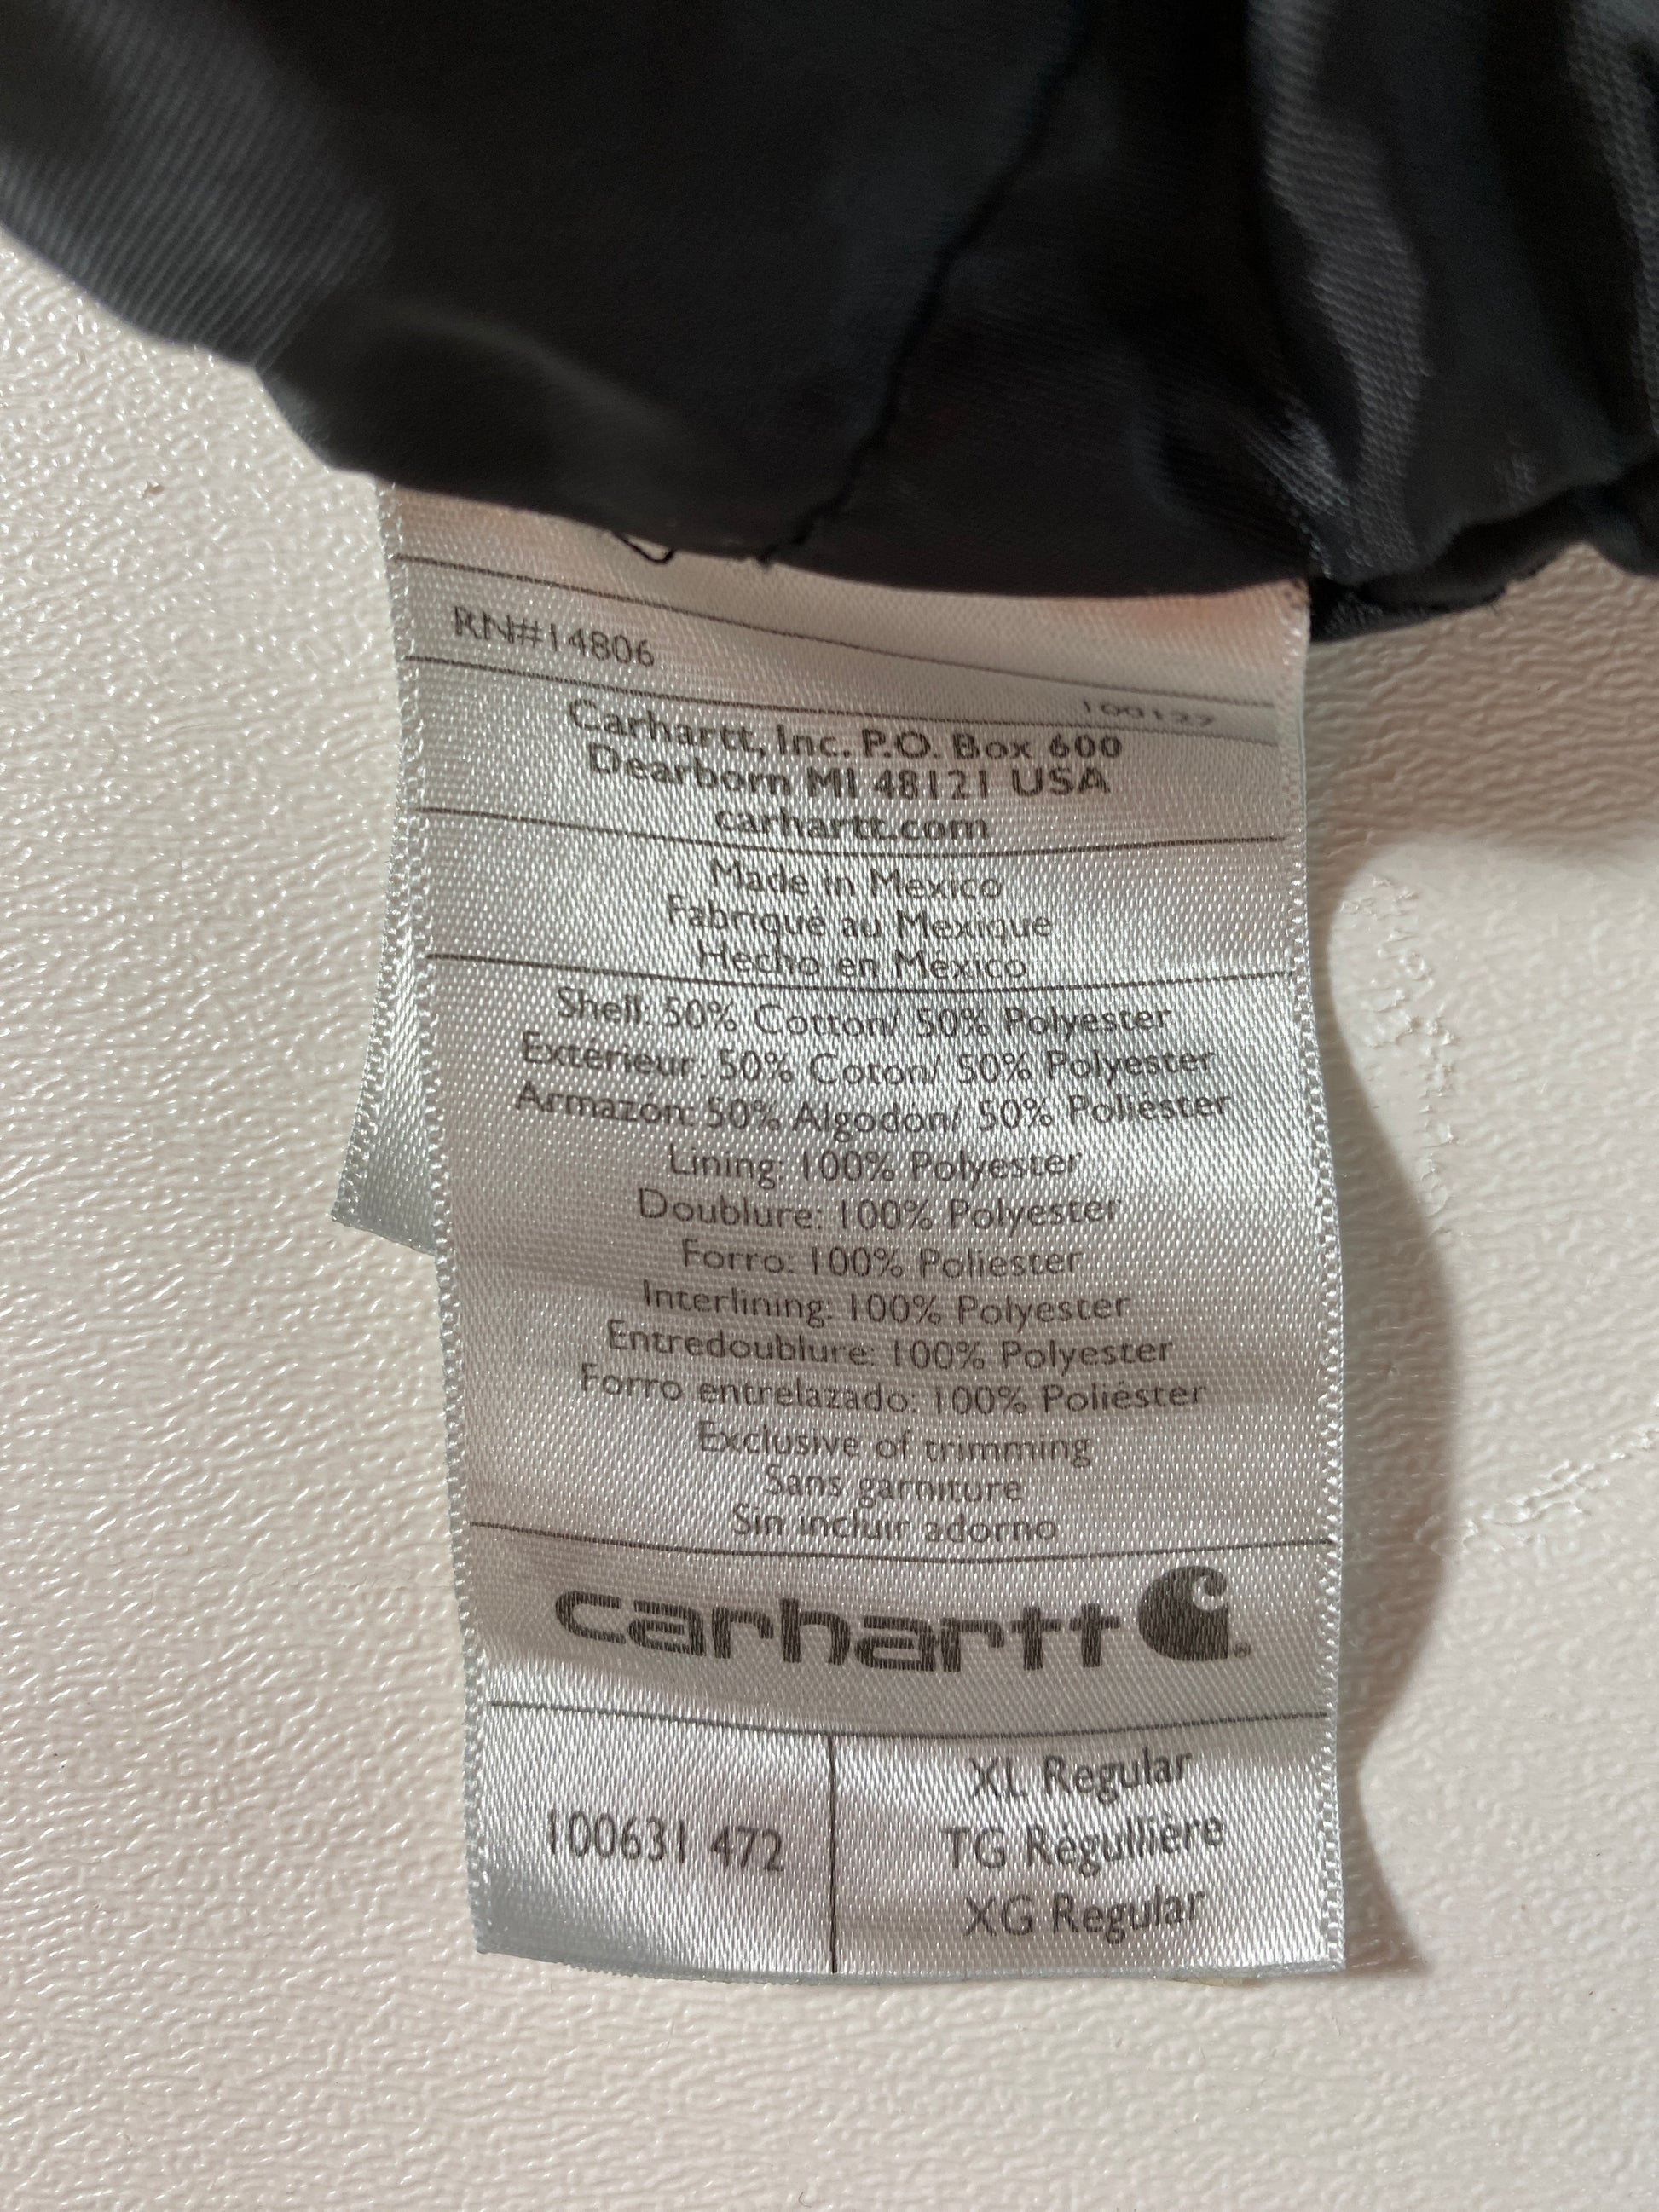 RN#14806
Carhartt, Inc. P.O. Box 600
Dearborn MI 48121 USA
carhartt.com
Made in Mexico
Fabriqué au Mexique
Hecho en Mexico
Shell: 50% Cotton/ 50% Polyester
Extérieur: 50% Coton/ 50% Polyester
Armazon: 50% Algodon/ 50% Poliéster
Lining: 100% Polyester
Doublure: 100% Polyester
Forro: 100% Poliester
Interlining: 100% Polyester
Entredoublure: 100% Polyester
Forro entrelazado: 100% Poliéster
Exclusive of trimming
Sans garniture
Sin incluir adorno
carhartt
100631 472
XL Regular
TG Régullière
XG Regular